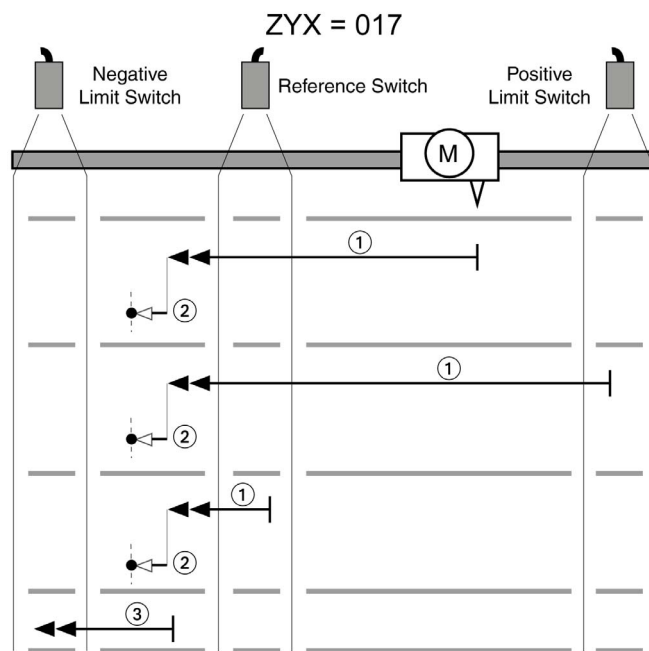 ZYX = 017
Negative
Limit Switch
Reference Switch
Positive
Limit Switch
M
1
2
1
2
1
2
3